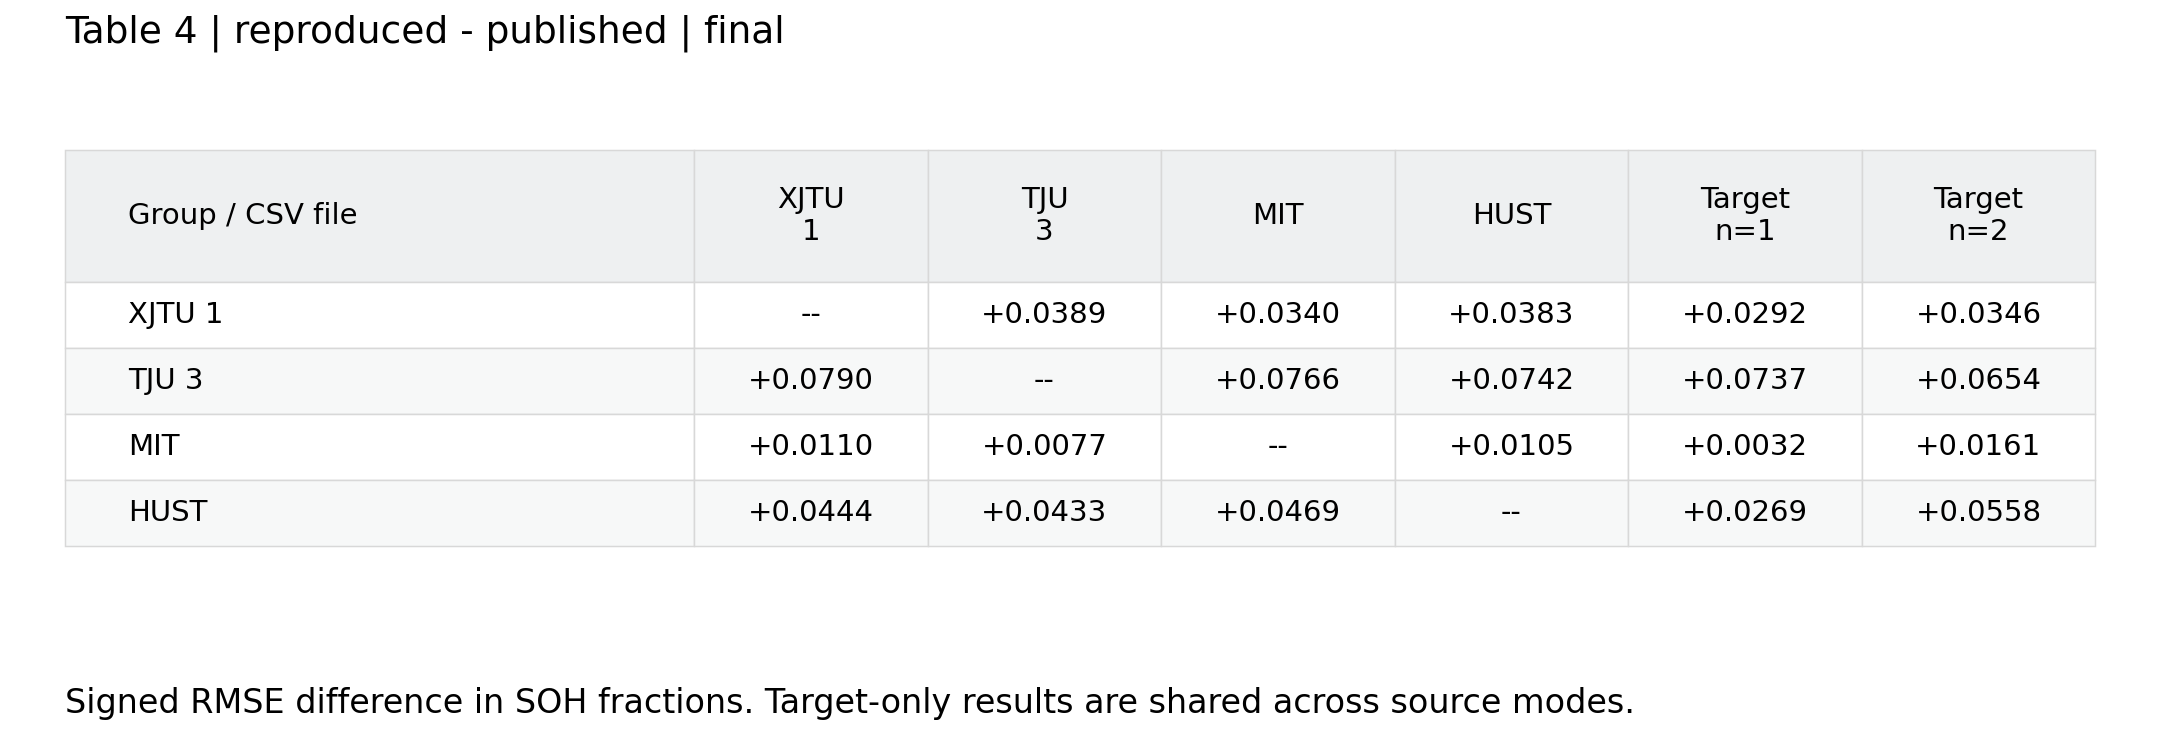 Table 4 | reproduced - published | final
Group / CSV file XJTU 1 TJU 3 MIT HUST Target n=1 Target n=2
XJTU 1 -- +0.0389 +0.0340 +0.0383 +0.0292 +0.0346
TJU 3 +0.0790 -- +0.0766 +0.0742 +0.0737 +0.0654
MIT +0.0110 +0.0077 -- +0.0105 +0.0032 +0.0161
HUST +0.0444 +0.0433 +0.0469 -- +0.0269 +0.0558
Signed RMSE difference in SOH fractions. Target-only results are shared across source modes.